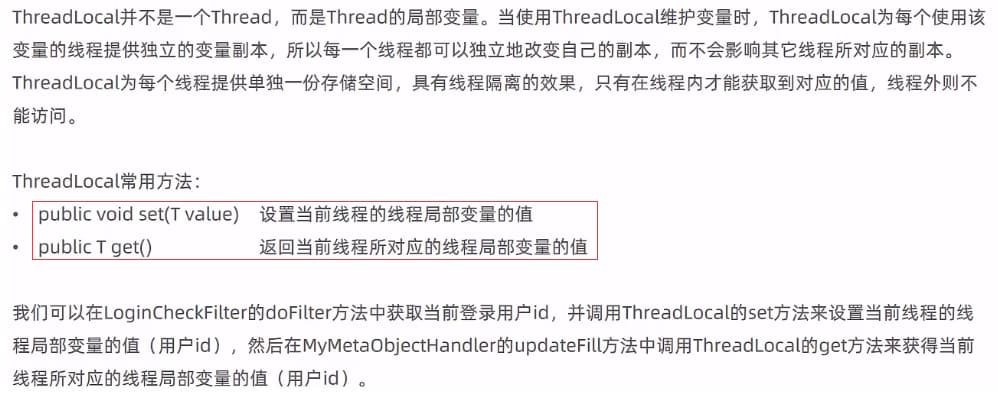 ThreadLocal并不是一个Thread，而是Thread的局部变量。当使用ThreadLocal维护变量时，ThreadLocal为每个使用该
变量的线程提供独立的变量副本，所以每一个线程都可以独立地改变自己的副本，而不会影响其它线程所对应的副本。
ThreadLocal为每个线程提供单独一份存储空间，具有线程隔离的效果，只有在线程内才能获取到对应的值，线程外则不
能访问。
ThreadLocal常用方法：
• public void set(T value) 设置当前线程的线程局部变量的值
• public T get() 返回当前线程所对应的线程局部变量的值
我们可以在LoginCheckFilter的doFilter方法中获取当前登录用户id，并调用ThreadLocal的set方法来设置当前线程的线
程局部变量的值（用户id），然后在MyMetaObjectHandler的updateFill方法中调用ThreadLocal的get方法来获得当前
线程所对应的线程局部变量的值（用户id）。